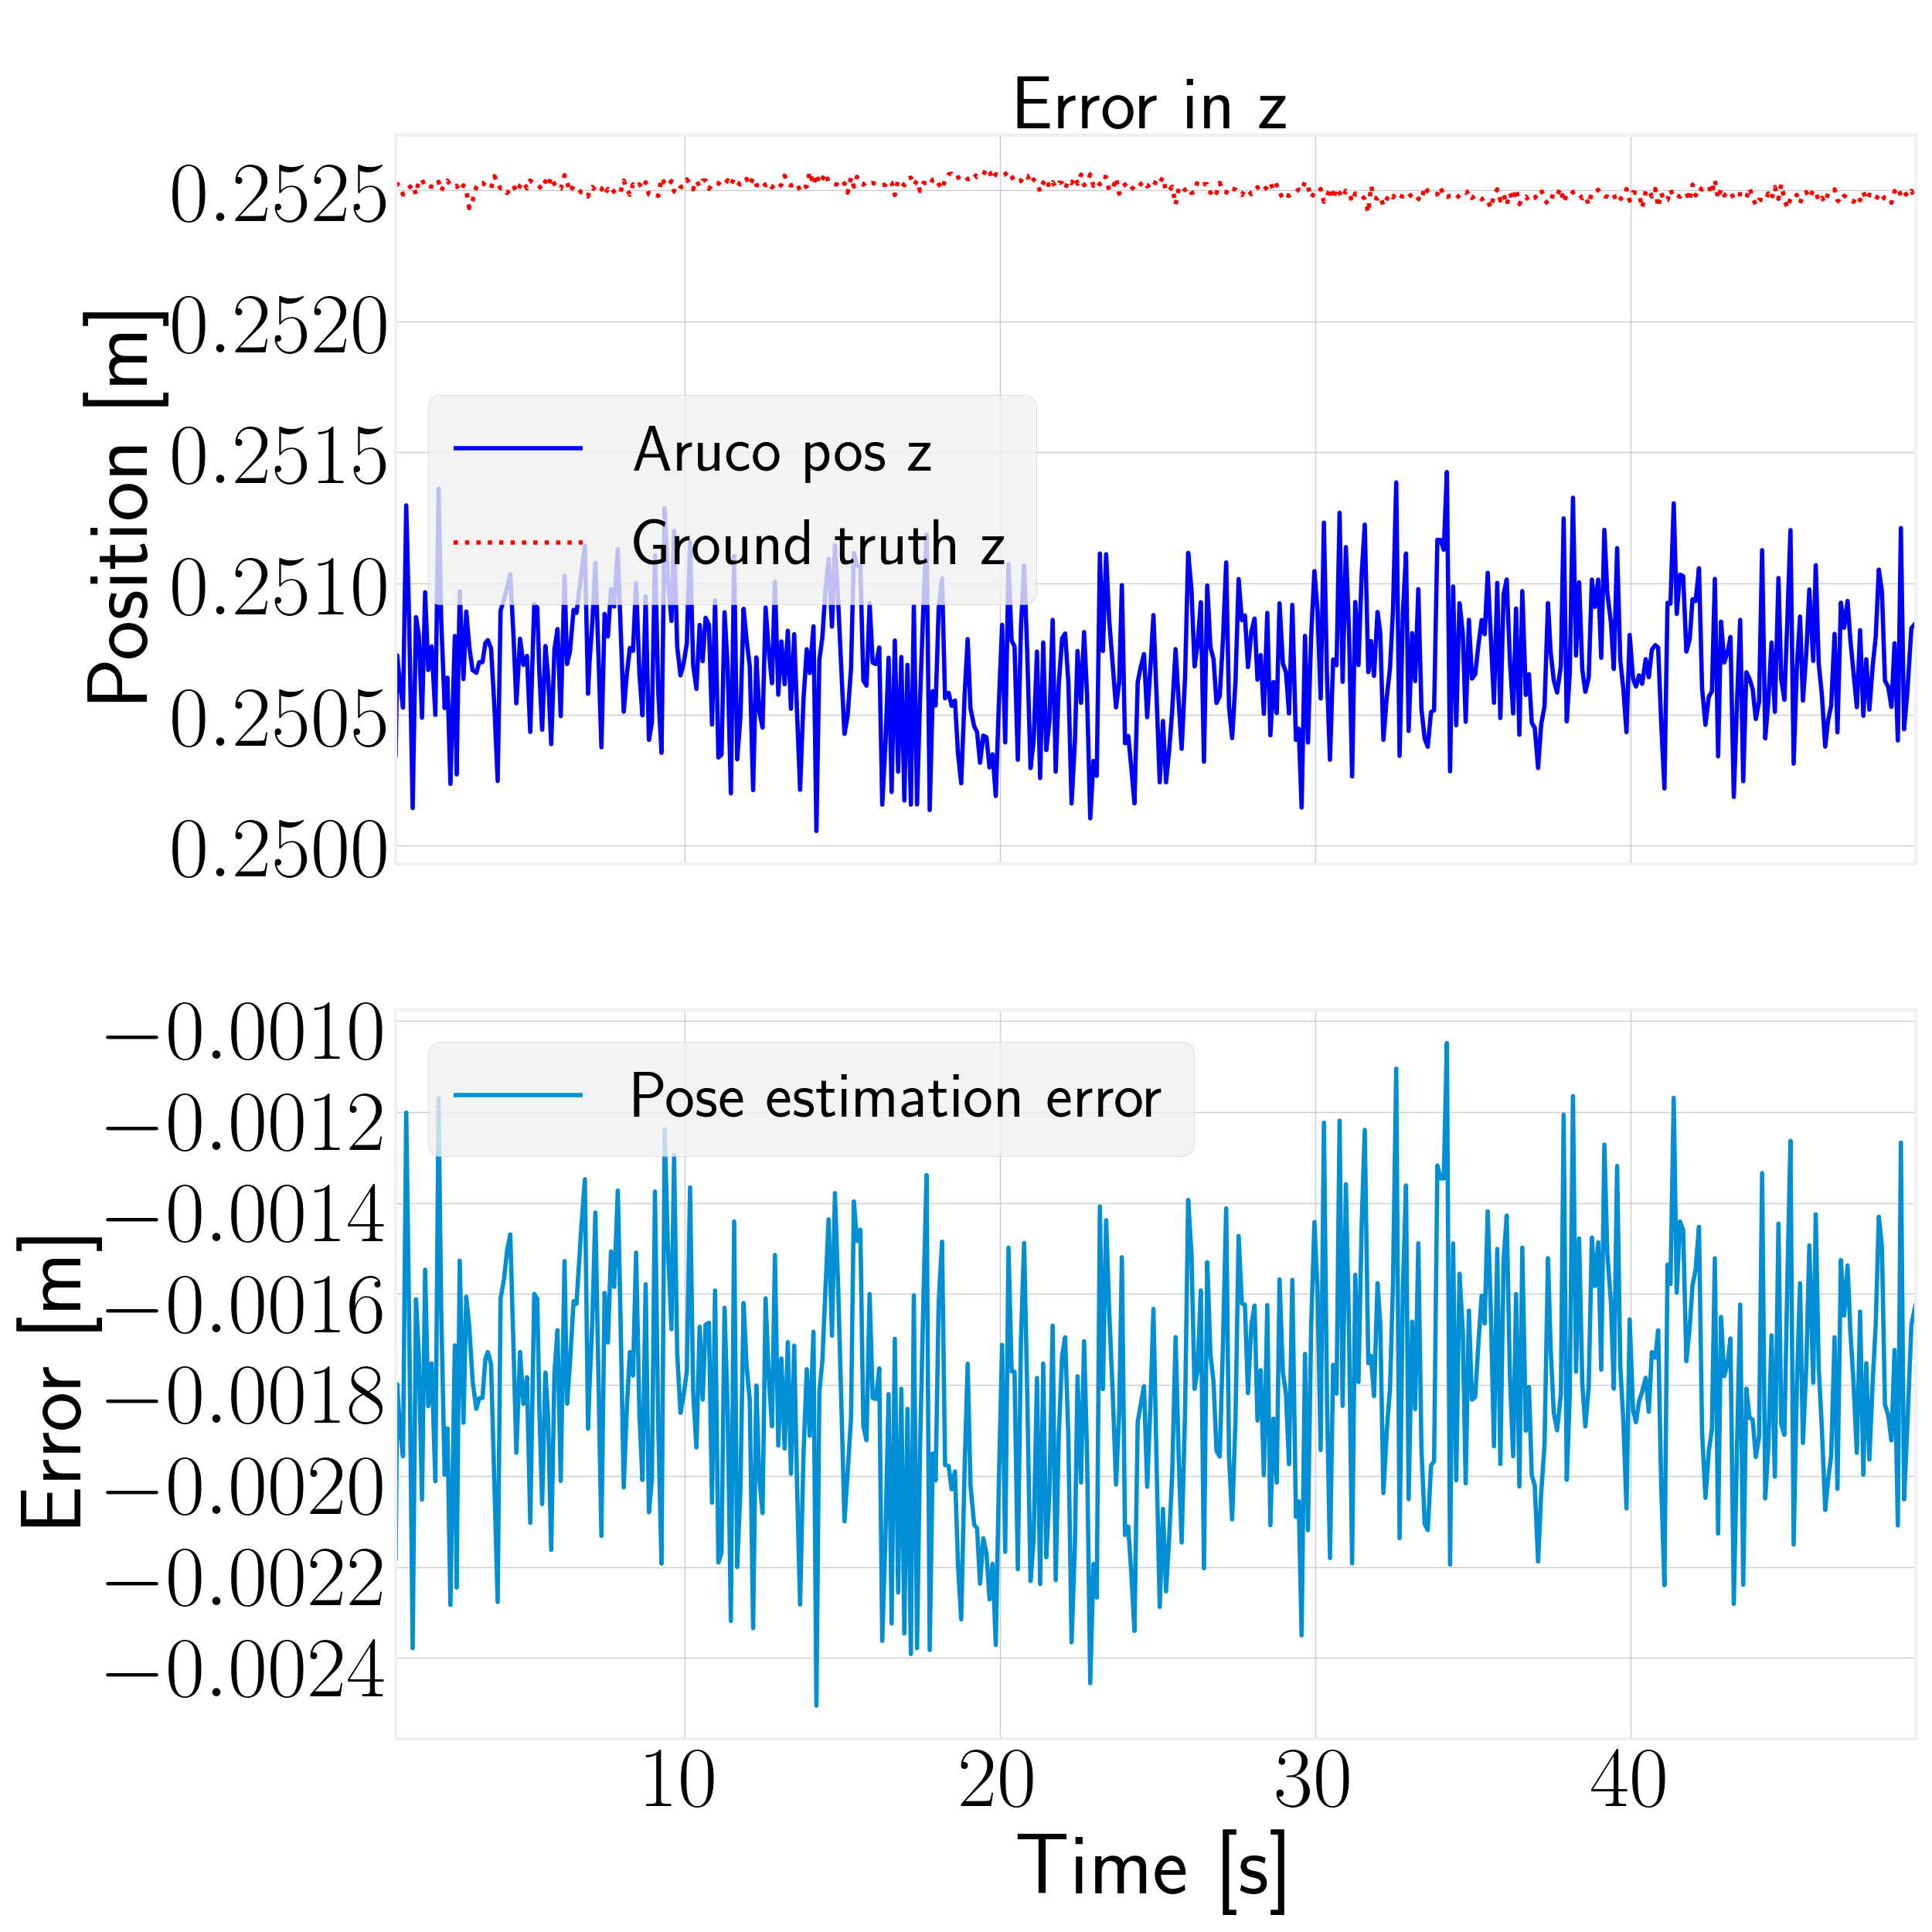 Error in z
Position [m]
0.2525
0.2520
0.2515
0.2510
0.2505
0.2500
Aruco pos z
Ground truth z
Error [m]
−0.0010
−0.0012
−0.0014
−0.0016
−0.0018
−0.0020
−0.0022
−0.0024
Pose estimation error
10 20 30 40
Time [s]